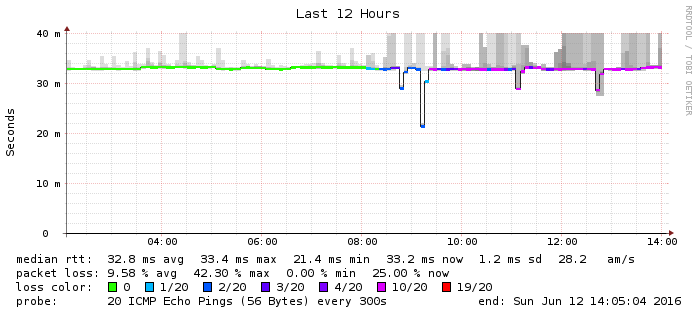 Last 12 Hours
RRDTOOL / TOBI OETIKER
Seconds
40 m
30 m
20 m
10 m
0
04:00 06:00 08:00 10:00 12:00 14:00
median rtt: 32.8 ms avg 33.4 ms max 21.4 ms min 33.2 ms now 1.2 ms sd 28.2 am/s
packet loss: 9.58 % avg 42.30 % max 0.00 % min 25.00 % now
loss color: 0 1/20 2/20 3/20 4/20 10/20 19/20
probe: 20 ICMP Echo Pings (56 Bytes) every 300s end: Sun Jun 12 14:05:04 2016